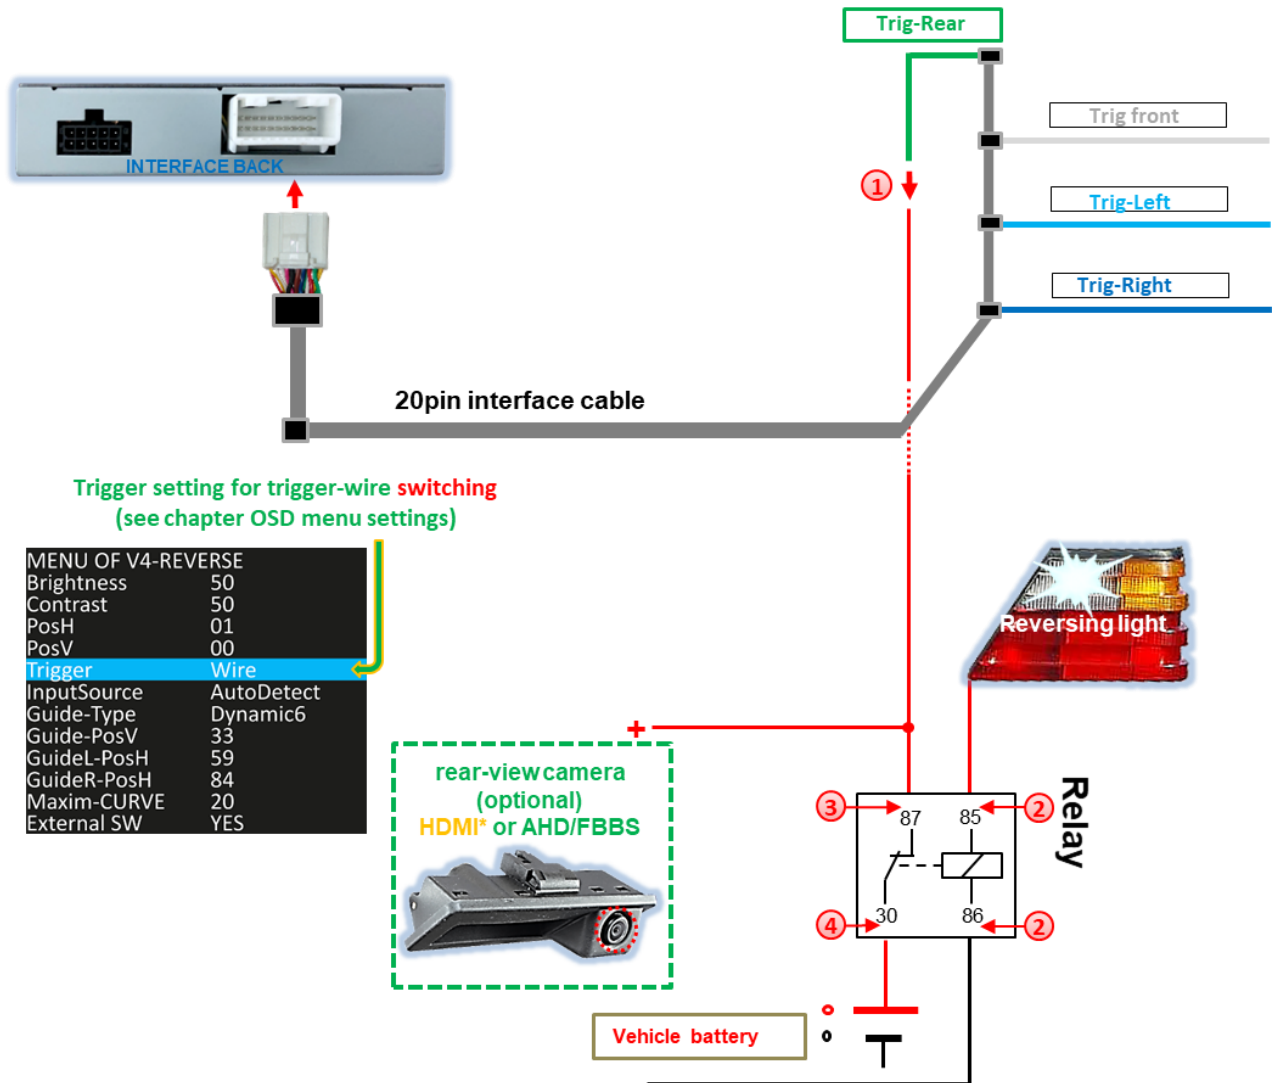 Trig-Rear
Trig front
INTERFACE BACK
1
Trig-Left
Trig-Right
20pin interface cable
Trigger setting for trigger-wire switching
(see chapter OSD menu settings)
MENU OF V4-REVERSE
Brightness 50
Contrast 50
PosH 01
PosV 00
Trigger Wire
InputSource AutoDetect
Guide-Type Dynamic6
Guide-PosV 33
GuideL-PosH 59
GuideR-PosH 84
Maxim-CURVE 20
External SW YES
Reversing light
+
rear-view camera
(optional)
HDMI* or AHD/FBBS
Relay
3 87 85 2
4 30 86 2
Vehicle battery